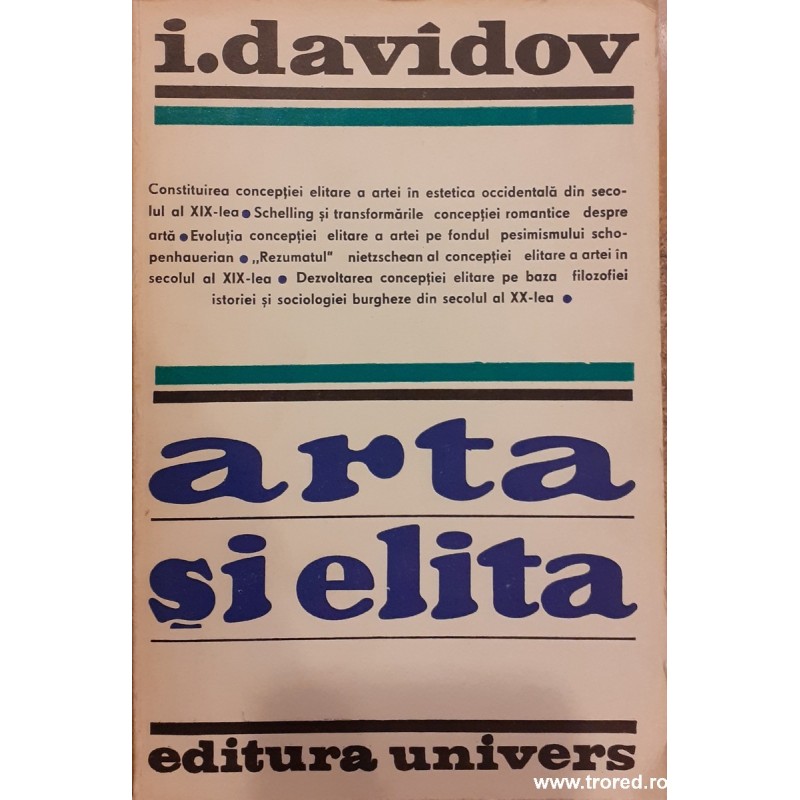 i.davîdov
Constituirea concepției elitare a artei în estetica occidentală din seco-
lul al XIX-lea ● Schelling și transformările concepției romantice despre
artă ● Evoluția concepției elitare a artei pe fondul pesimismului scho-
penhauerian ● „Rezumatul" nietzschean al concepției elitare a artei în
secolul al XIX-lea ● Dezvoltarea concepției elitare pe baza filozofiei
istoriei și sociologiei burgheze din secolul al XX-lea ●
arta
și elita
editura univers
www.trored.ro